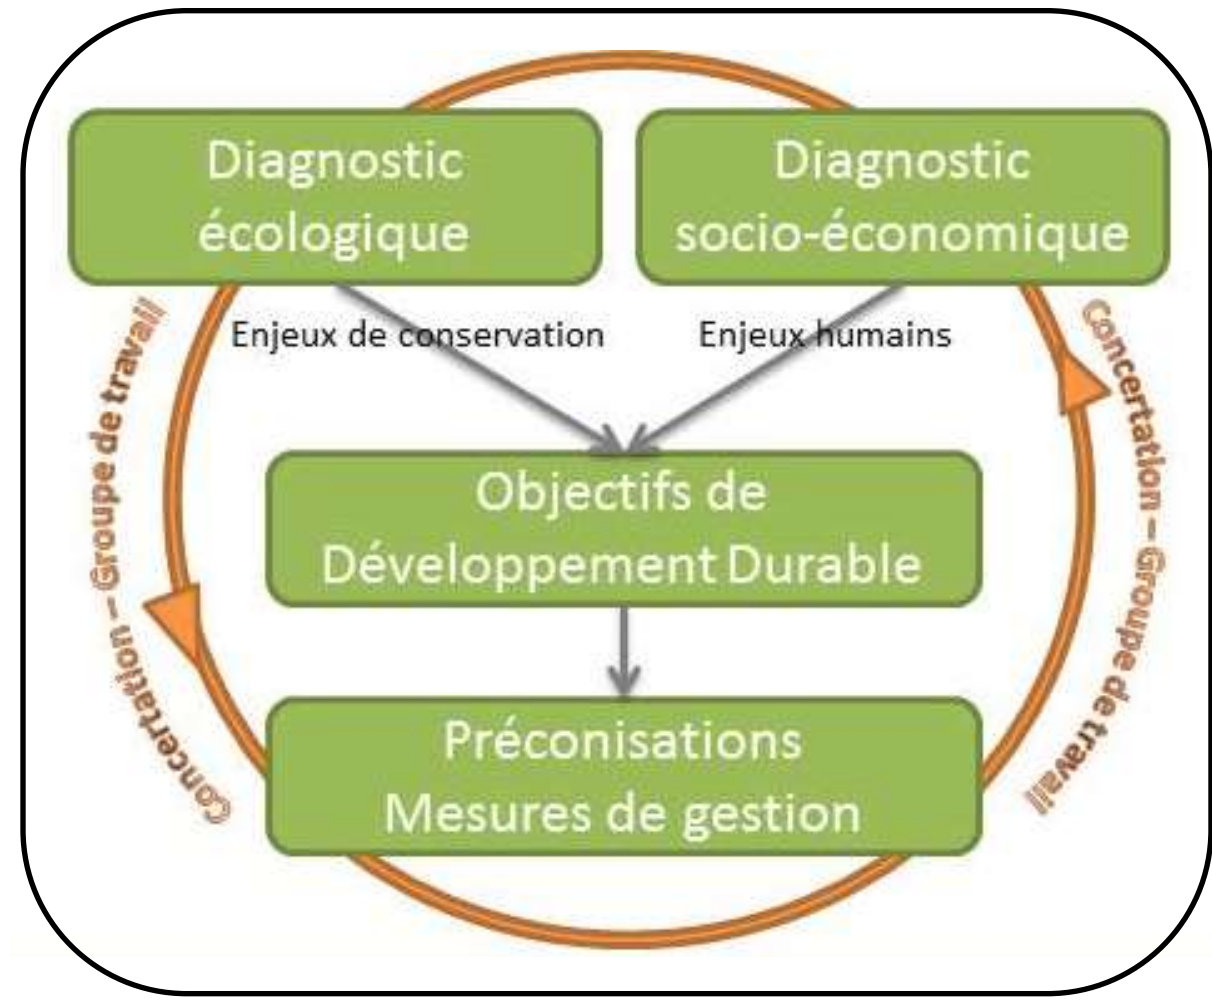 Diagnostic
écologique
Diagnostic
socio-économique
Enjeux de conservation
Enjeux humains
Concertation – Groupe de travail
Concertation – Groupe de travail
Objectifs de
Développement Durable
Préconisations
Mesures de gestion